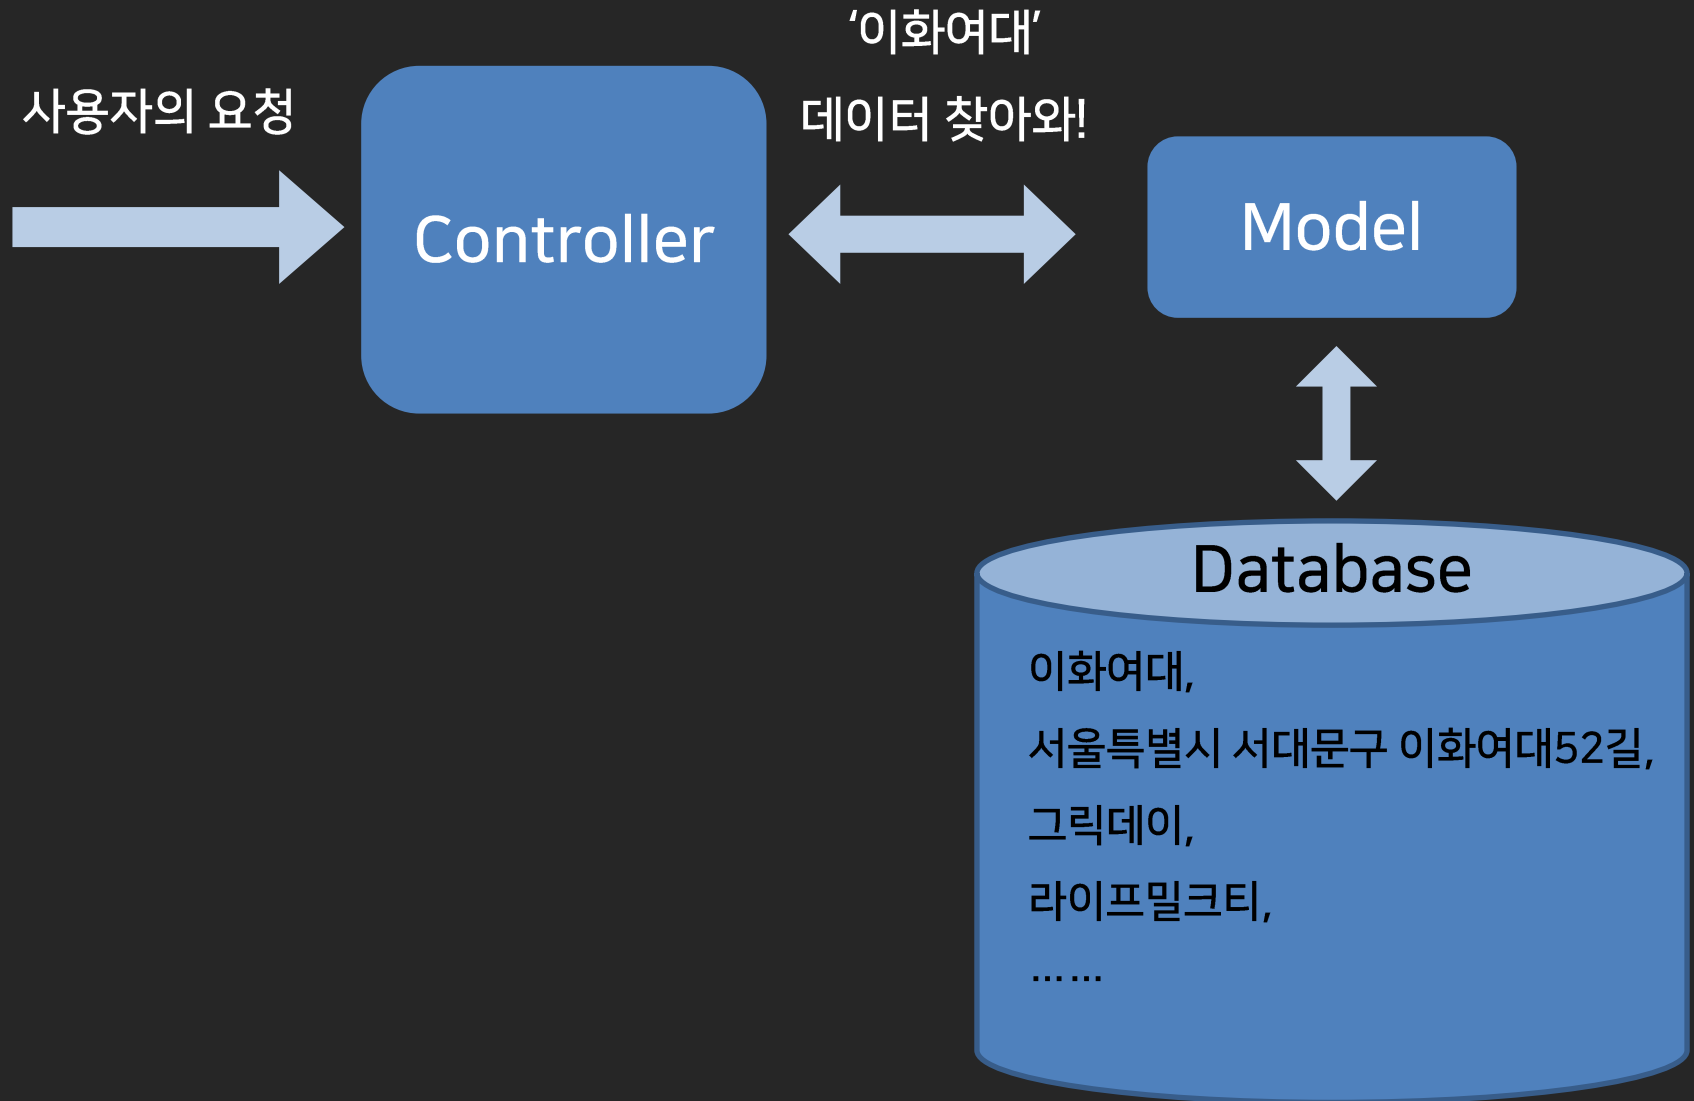 사용자의 요청
Controller
‘이화여대’
데이터 찾아와!
Model
Database
이화여대,
서울특별시 서대문구 이화여대52길,
그릭데이,
라이프밀크티,
……